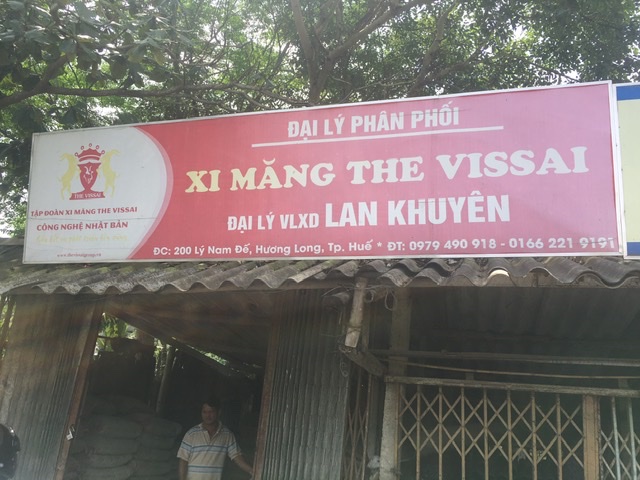 ĐẠI LÝ PHÂN PHỐI
XI MĂNG THE VISSAI
ĐẠI LÝ VLXD LAN KHUYÊN
ĐC: 200 Lý Nam Đế, Hương Long, Tp. Huế * ĐT: 0979 490 918 - 0166 221 9191
THE VISSAI
TẬP ĐOÀN XI MĂNG THE VISSAI
CÔNG NGHỆ NHẬT BẢN